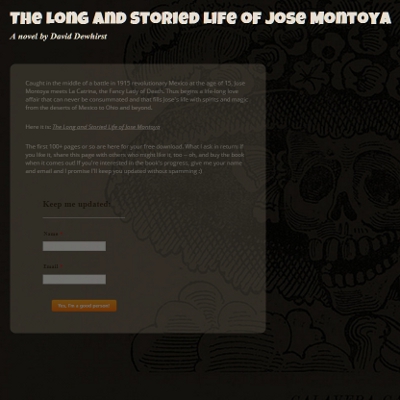 The Long and Storied Life of Jose Montoya
A novel by David Dewhirst
Caught in the middle of a battle in 1915 revolutionary Mexico at the age of 15, Jose
Montoya meets La Catrina, the Fancy Lady of Death. Thus begins a life-long love
affair that can never be consummated and that fills Jose's life with spirits and magic
from the deserts of Mexico to Ohio and beyond.
Here it is: The Long and Storied Life of Jose Montoya
The first 100+ pages or so are here for your free download. What I ask in return if
you like it, share this page with others who might like it, too – oh, and buy the book
when it comes out! If you're interested in the book's progress, give me your name
and email and I promise I'll keep you updated without spamming :)
Keep me updated!
Name *
Email *
Yes, I'm a good person!